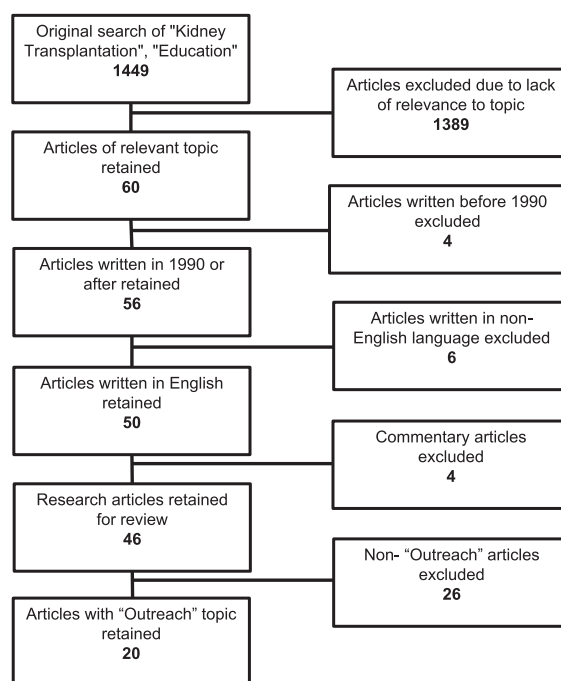 Original search of "Kidney
Transplantation", "Education"
1449
Articles excluded due to lack
of relevance to topic
1389
Articles of relevant topic
retained
60
Articles written before 1990
excluded
4
Articles written in 1990 or
after retained
56
Articles written in non-
English language excluded
6
Articles written in English
retained
50
Commentary articles
excluded
4
Research articles retained
for review
46
Non- “Outreach” articles
excluded
26
Articles with “Outreach” topic
retained
20